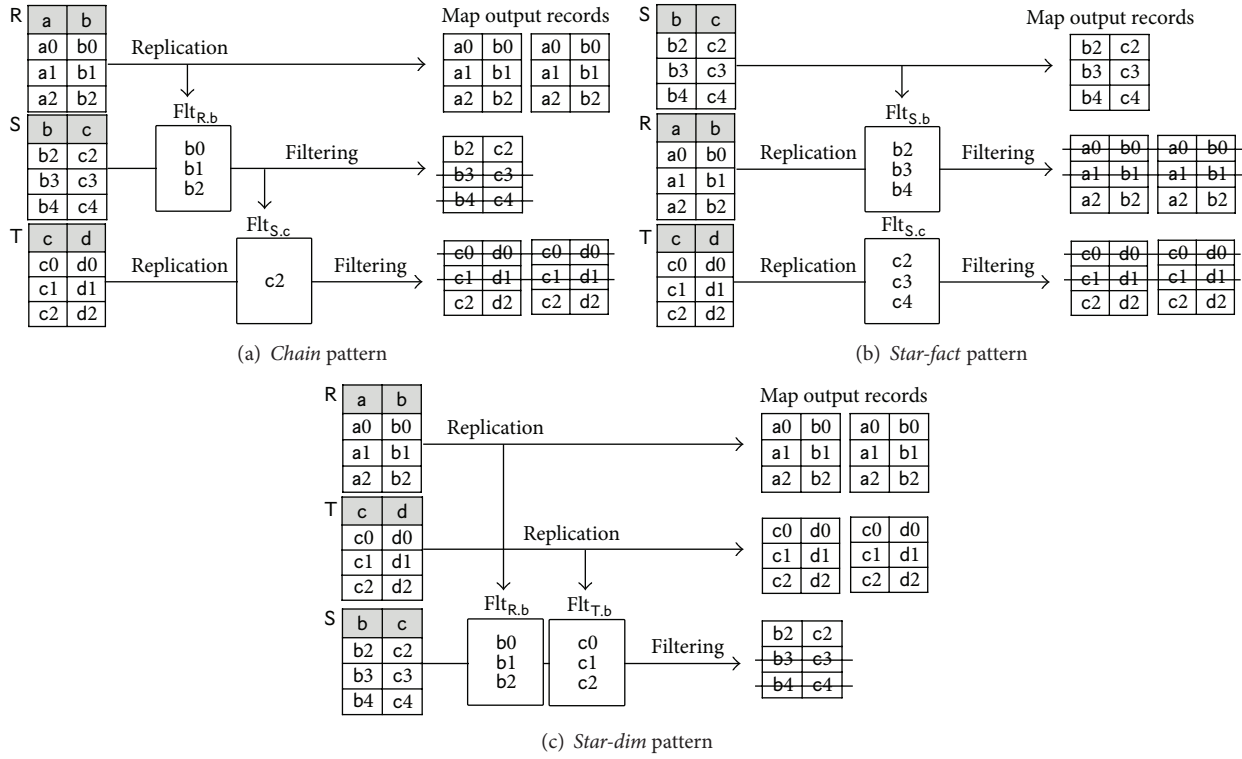 R
a b
a0 b0
a1 b1
a2 b2
Replication
Map output records
a0 b0 a0 b0
a1 b1 a1 b1
a2 b2 a2 b2
S
b c
b2 c2
b3 c3
b4 c4
Flt_R.b
b0
b1
b2
Filtering
b2 c2
b3 c3
b4 c4
T
c d
c0 d0
c1 d1
c2 d2
Replication
Flt_S.c
c2
Filtering
c0 d0 c0 d0
c1 d1 c1 d1
c2 d2 c2 d2
(a) Chain pattern
S
b c
b2 c2
b3 c3
b4 c4
Map output records
b2 c2
b3 c3
b4 c4
R
a b
a0 b0
a1 b1
a2 b2
Replication
Flt_S.b
b2
b3
b4
Filtering
a0 b0 a0 b0
a1 b1 a1 b1
a2 b2 a2 b2
T
c d
c0 d0
c1 d1
c2 d2
Replication
Flt_S.c
c2
c3
c4
Filtering
c0 d0 c0 d0
c1 d1 c1 d1
c2 d2 c2 d2
(b) Star-fact pattern
R
a b
a0 b0
a1 b1
a2 b2
Replication
Map output records
a0 b0 a0 b0
a1 b1 a1 b1
a2 b2 a2 b2
T
c d
c0 d0
c1 d1
c2 d2
Replication
c0 d0 c0 d0
c1 d1 c1 d1
c2 d2 c2 d2
S
b c
b2 c2
b3 c3
b4 c4
Flt_R.b
b0
b1
b2
Flt_T.b
c0
c1
c2
Filtering
b2 c2
b3 c3
b4 c4
(c) Star-dim pattern